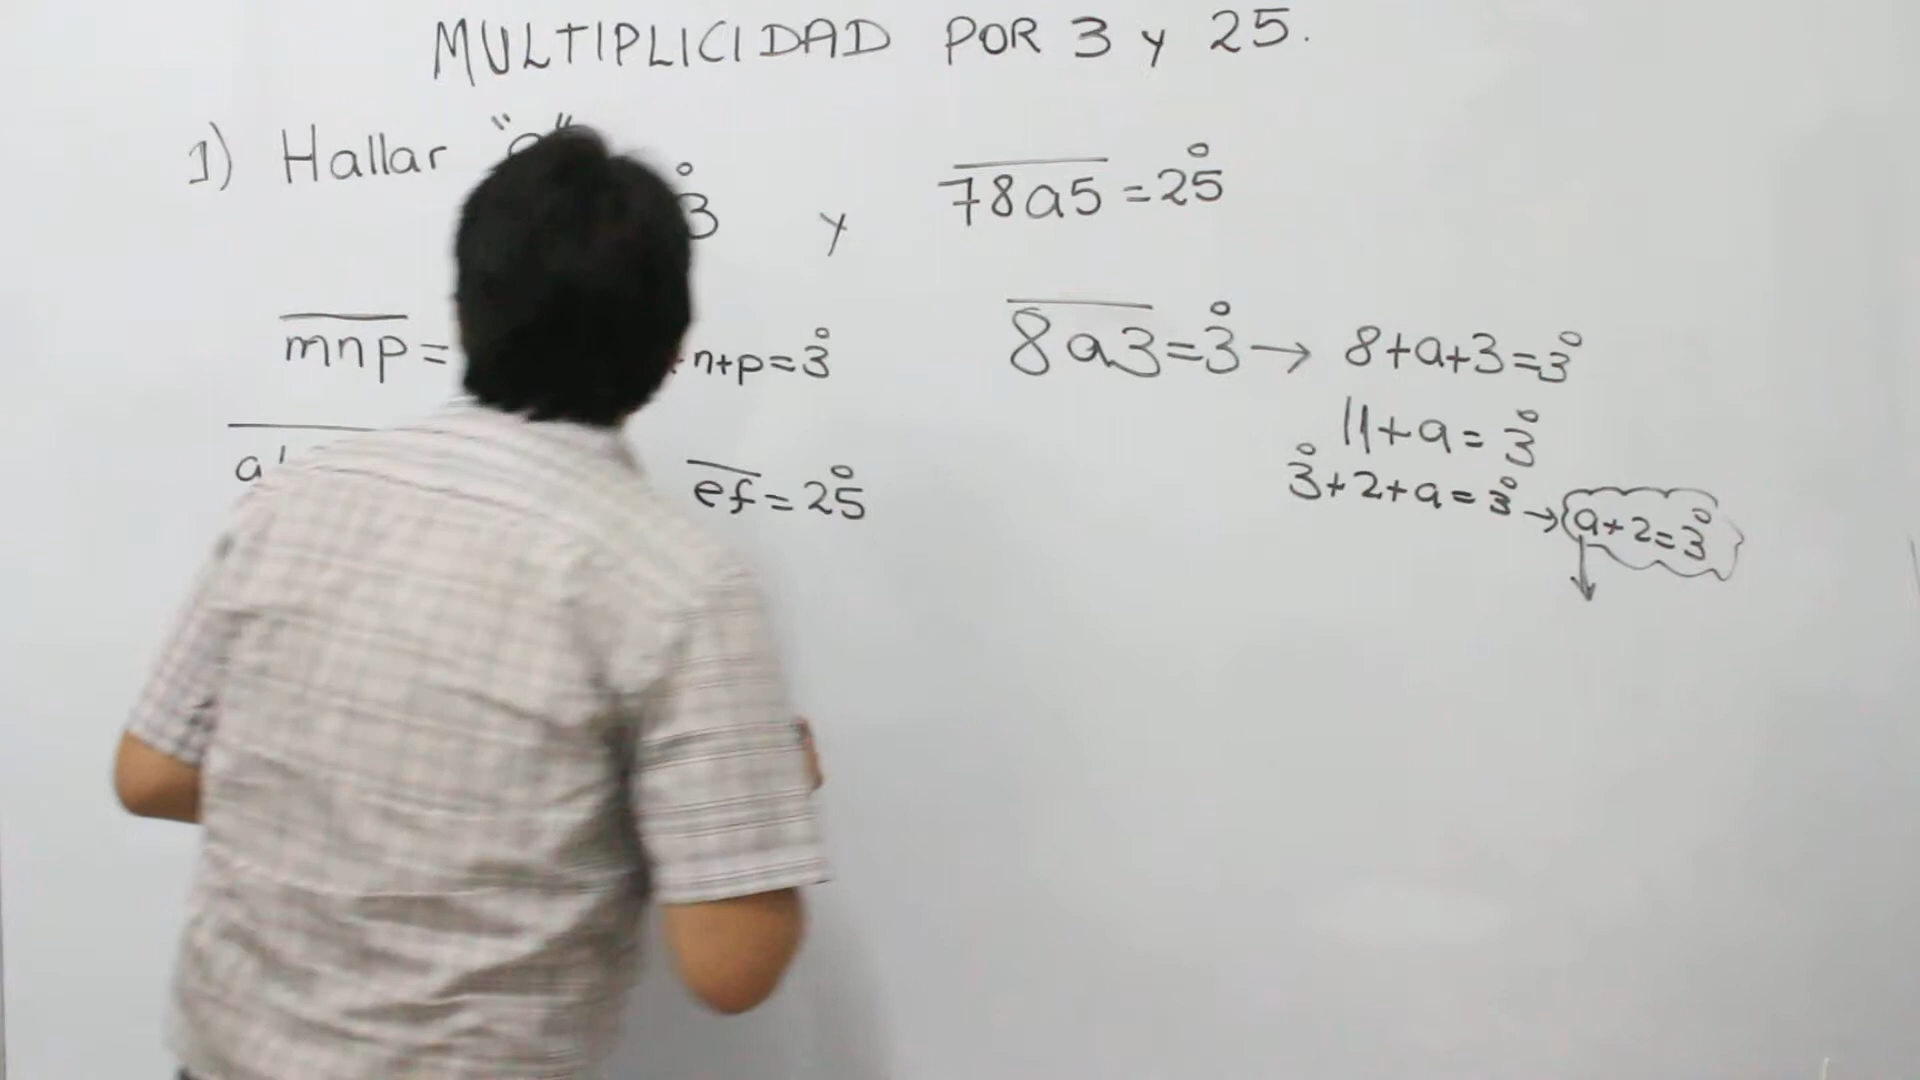 MULTIPLICIDAD POR 3 y 25.
1) Hallar "a"
3° y 78a5 = 25°
mnp = n+p = 3°
8a3 = 3° → 8+a+3 = 3°
11+a = 3°
3°+2+a = 3° → a+2 = 3°
a ef = 25°